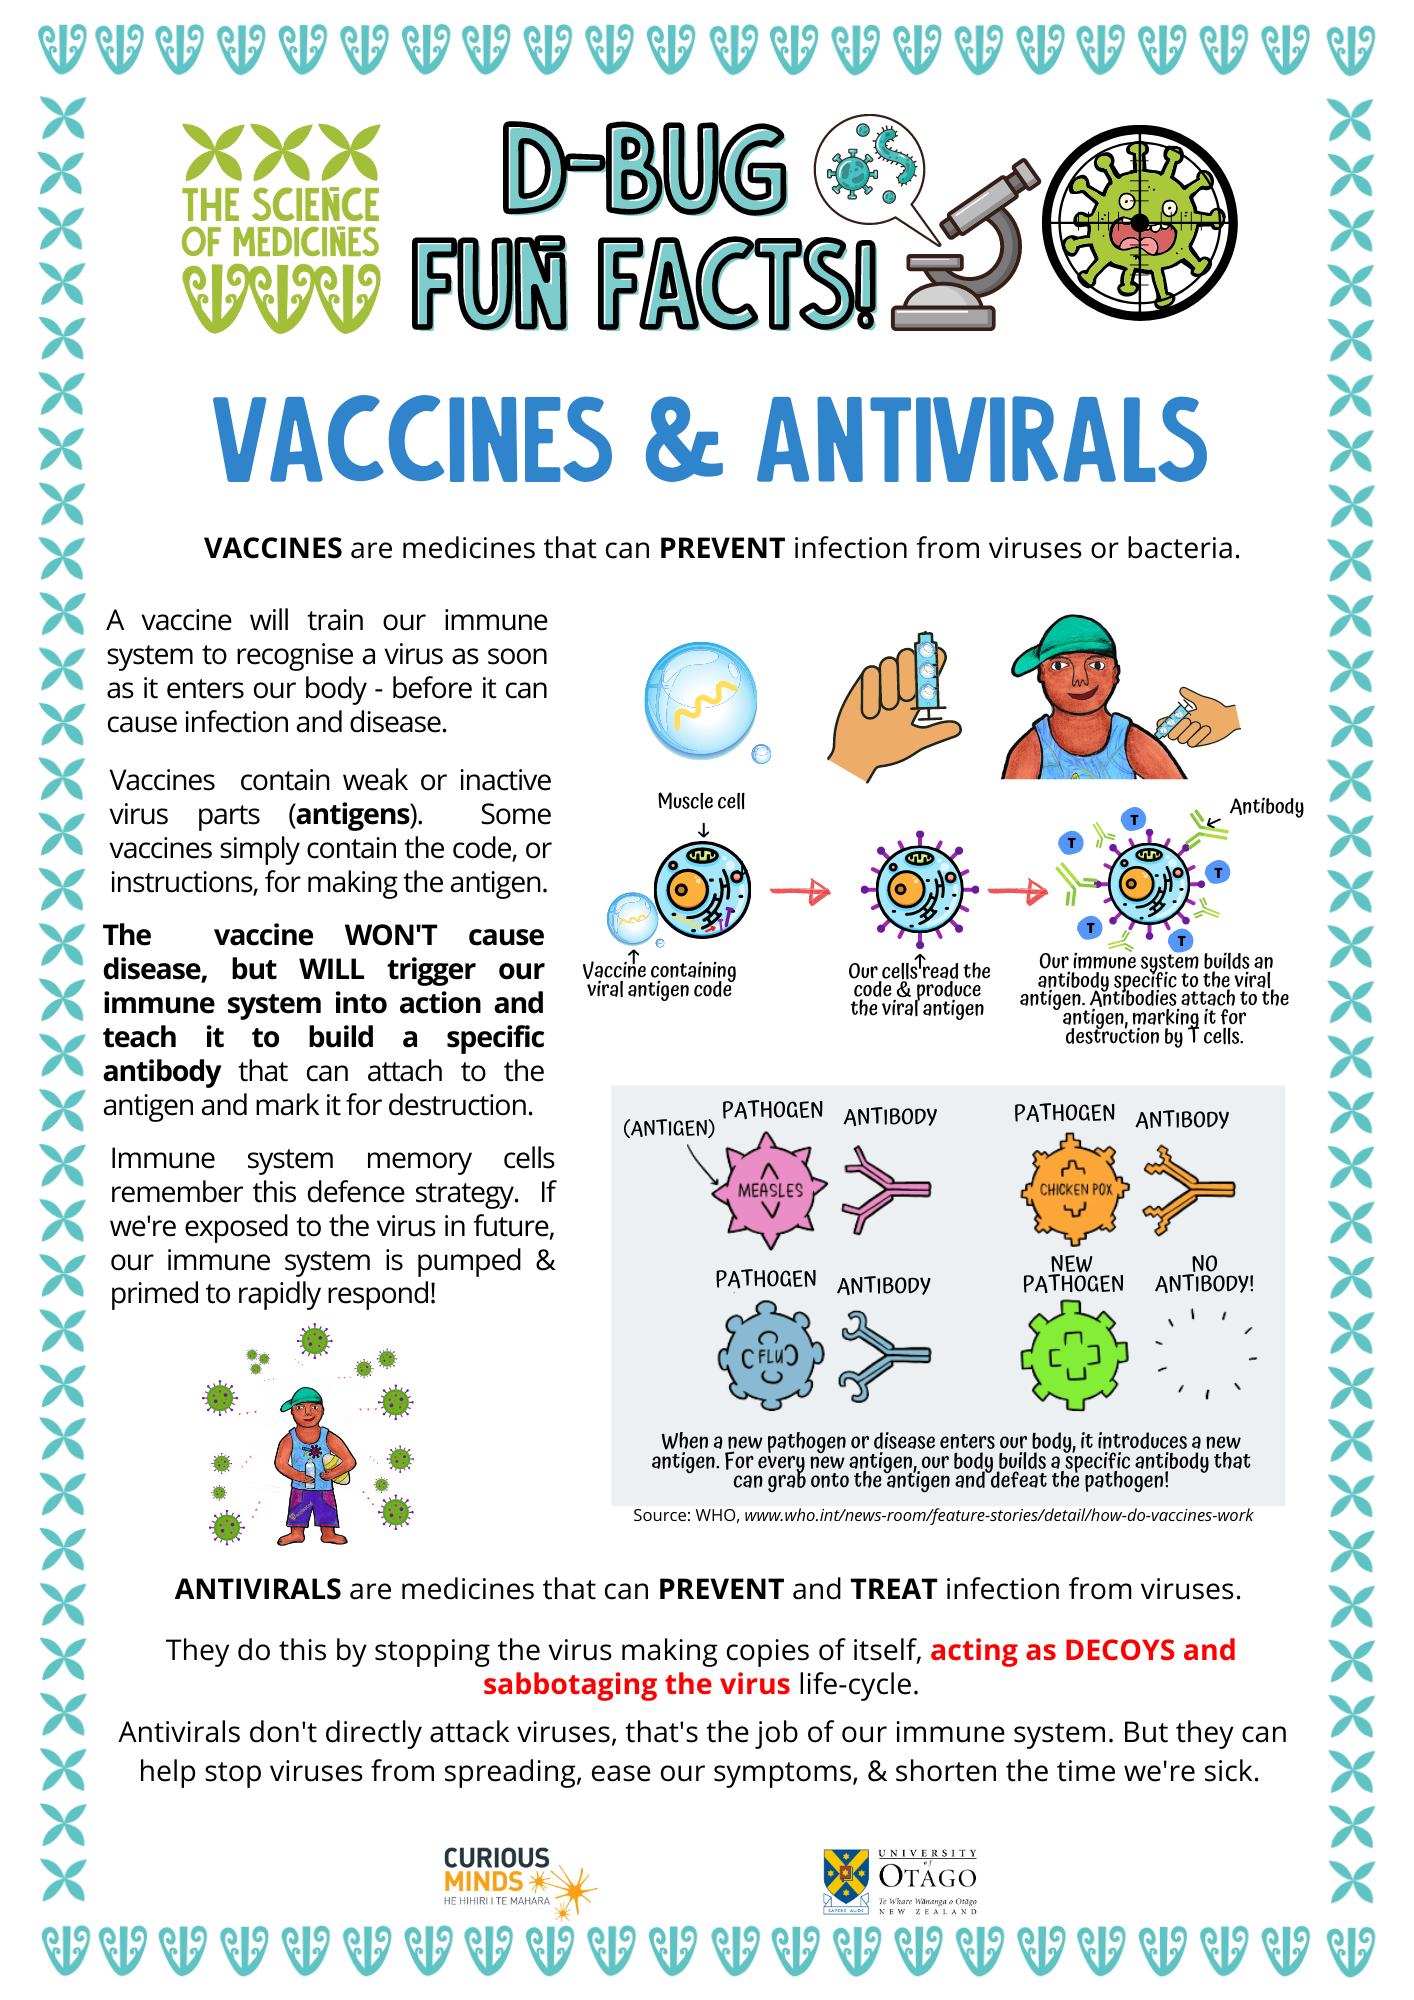 THE SCIENCE
OF MEDICINES
D-BUG
FUN FACTS!
VACCINES & ANTIVIRALS
VACCINES are medicines that can PREVENT infection from viruses or bacteria.
A vaccine will train our immune
system to recognise a virus as soon
as it enters our body - before it can
cause infection and disease.
Vaccines contain weak or inactive
virus parts (antigens). Some
vaccines simply contain the code, or
instructions, for making the antigen.
The vaccine WON'T cause
disease, but WILL trigger our
immune system into action and
teach it to build a specific
antibody that can attach to the
antigen and mark it for destruction.
Immune system memory cells
remember this defence strategy. If
we're exposed to the virus in future,
our immune system is pumped &
primed to rapidly respond!
Muscle cell
Vaccine containing
viral antigen code
Our cells read the
code & produce
the viral antigen
Antibody
T
T
T
T
T
Our immune system builds an
antibody specific to the viral
antigen. Antibodies attach to the
antigen, marking it for
destruction by T cells.
(ANTIGEN)
PATHOGEN
ANTIBODY
MEASLES
PATHOGEN
ANTIBODY
CHICKEN POX
PATHOGEN
ANTIBODY
FLU
NEW
PATHOGEN
NO
ANTIBODY!
When a new pathogen or disease enters our body, it introduces a new
antigen. For every new antigen, our body builds a specific antibody that
can grab onto the antigen and defeat the pathogen!
Source: WHO, www.who.int/news-room/feature-stories/detail/how-do-vaccines-work
ANTIVIRALS are medicines that can PREVENT and TREAT infection from viruses.
They do this by stopping the virus making copies of itself, acting as DECOYS and
sabbotaging the virus life-cycle.
Antivirals don't directly attack viruses, that's the job of our immune system. But they can
help stop viruses from spreading, ease our symptoms, & shorten the time we're sick.
CURIOUS
MINDS
HE HIHIRI I TE MAHARA
SAPERE AUDE
UNIVERSITY
of
OTAGO
Te Whare Wānanga o Otāgo
NEW ZEALAND